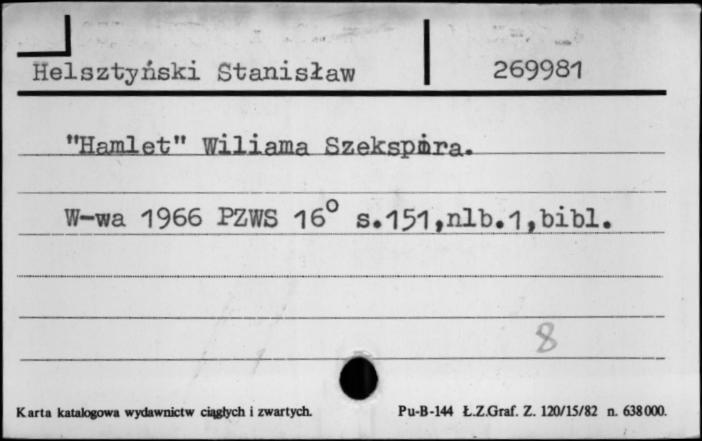 Helsztyński Stanisław 269981
"Hamlet" Wiliama Szekspira.
W-wa 1966 PZWS 16° s.151,nlb.1,bibl.
8
Karta katalogowa wydawnictw ciągłych i zwartych. Pu-B-144 Ł.Z.Graf. Z. 120/15/82 n. 638000.